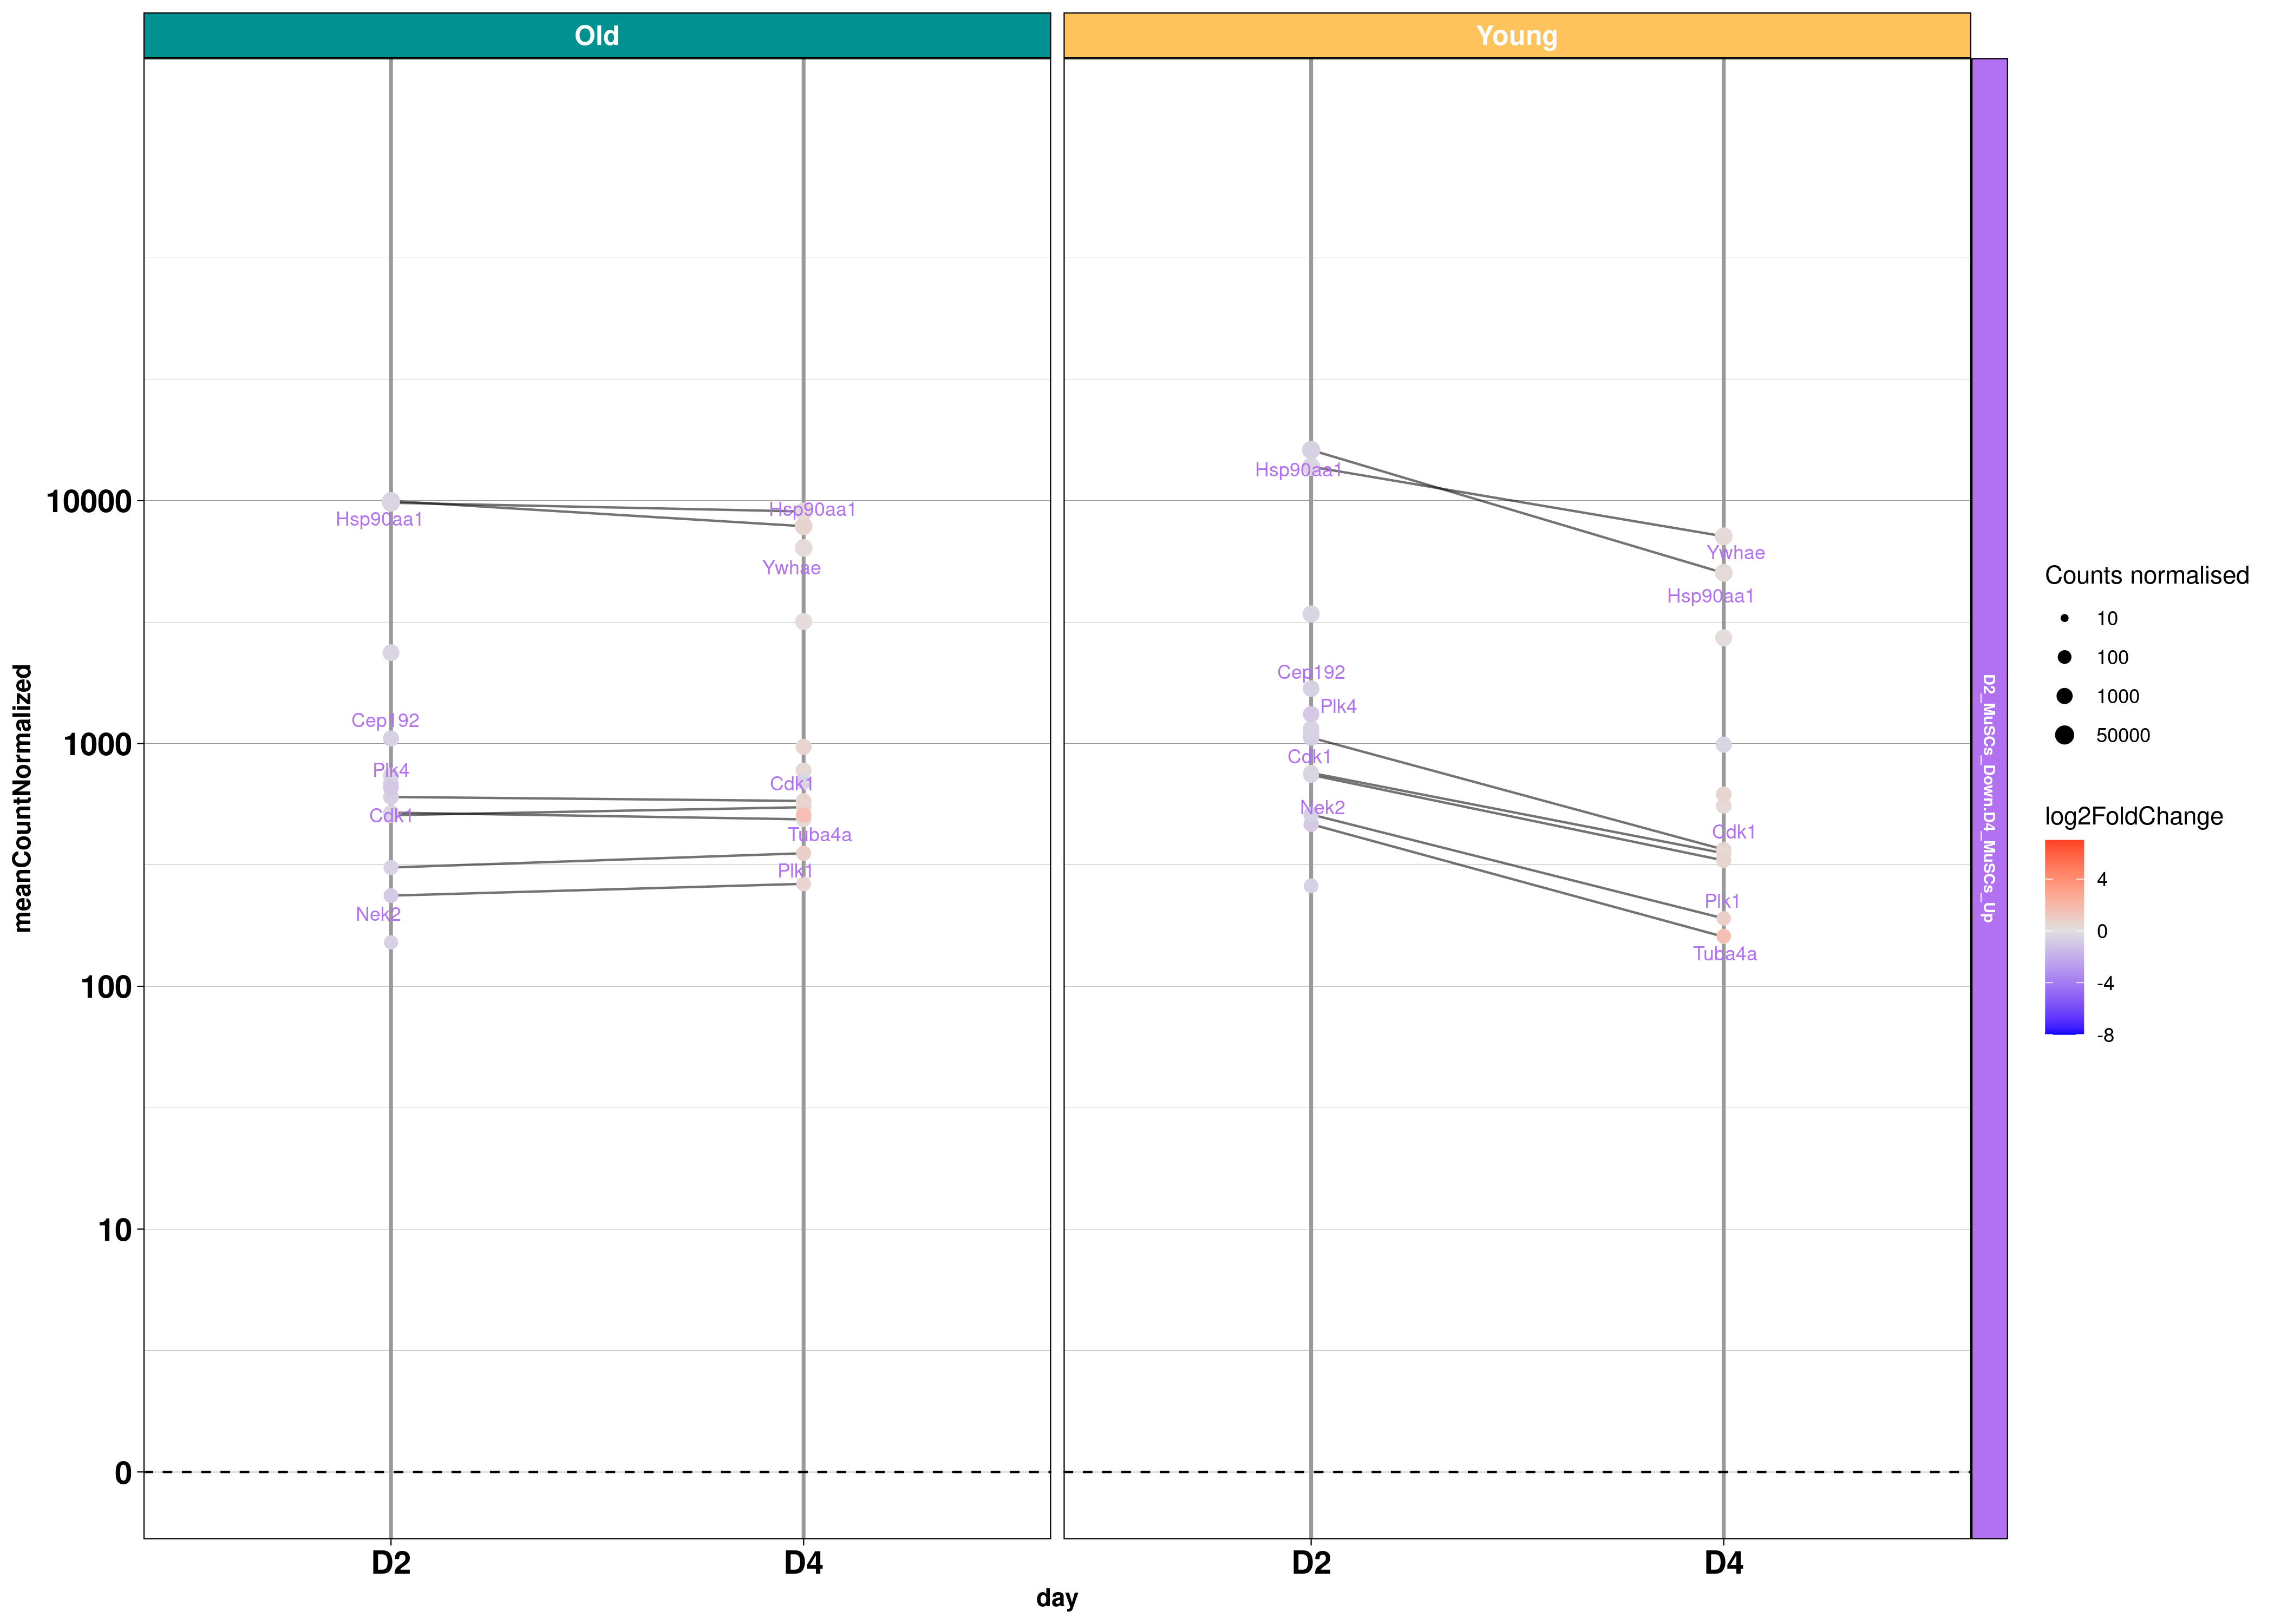 Old
Young
Hsp90aa1
Cep192
Plk4
Cdk1
Nek2
Hsp90aa1
Ywhae
Cdk1
Tuba4a
Plk1
Hsp90aa1
Cep192
Plk4
Cdk1
Nek2
Ywhae
Hsp90aa1
Cdk1
Plk1
Tuba4a
D2_MuSCs_Down.D4_MuSCs_Up
meanCountNormalized
10000
1000
100
10
0
D2
D4
D2
D4
day
Counts normalised
10
100
1000
50000
log2FoldChange
4
0
-4
-8